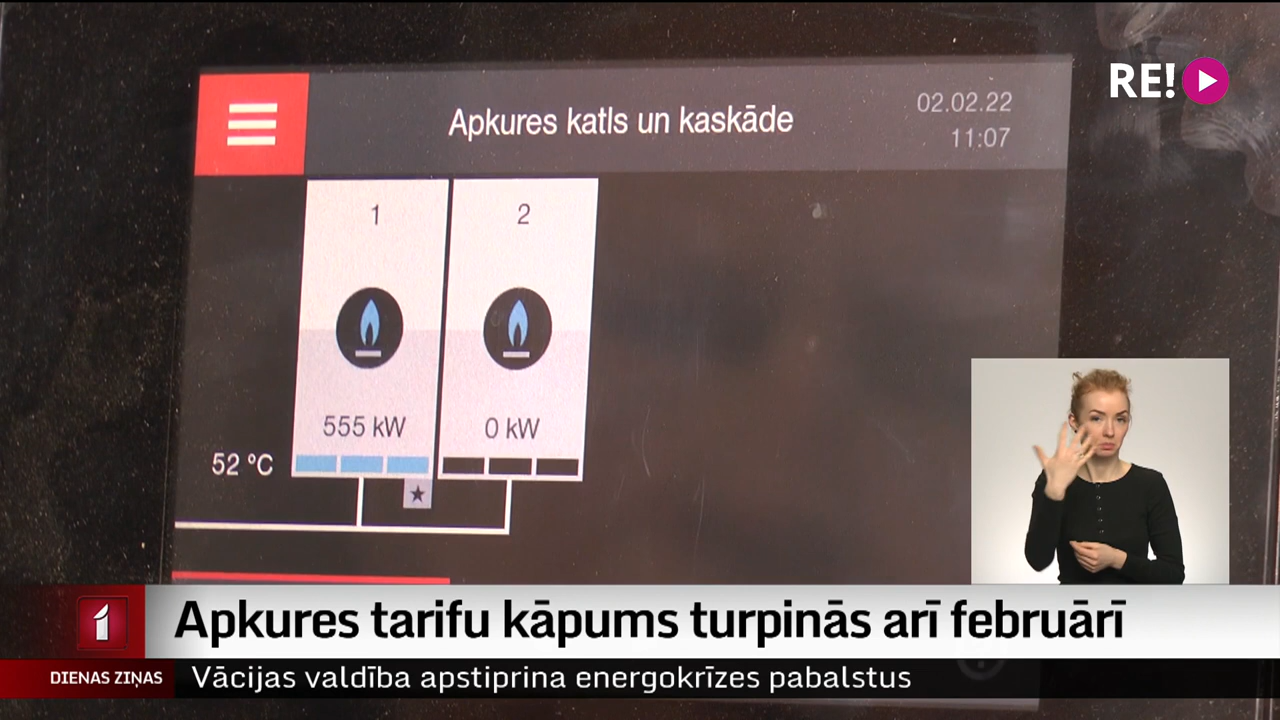 RE!
Apkures katls un kaskāde
02.02.22
11:07
1
2
555 kW
0 kW
52 °C
1
Apkures tarifu kāpums turpinās arī februārī
DIENAS ZIŅAS
Vācijas valdība apstiprina energokrīzes pabalstus